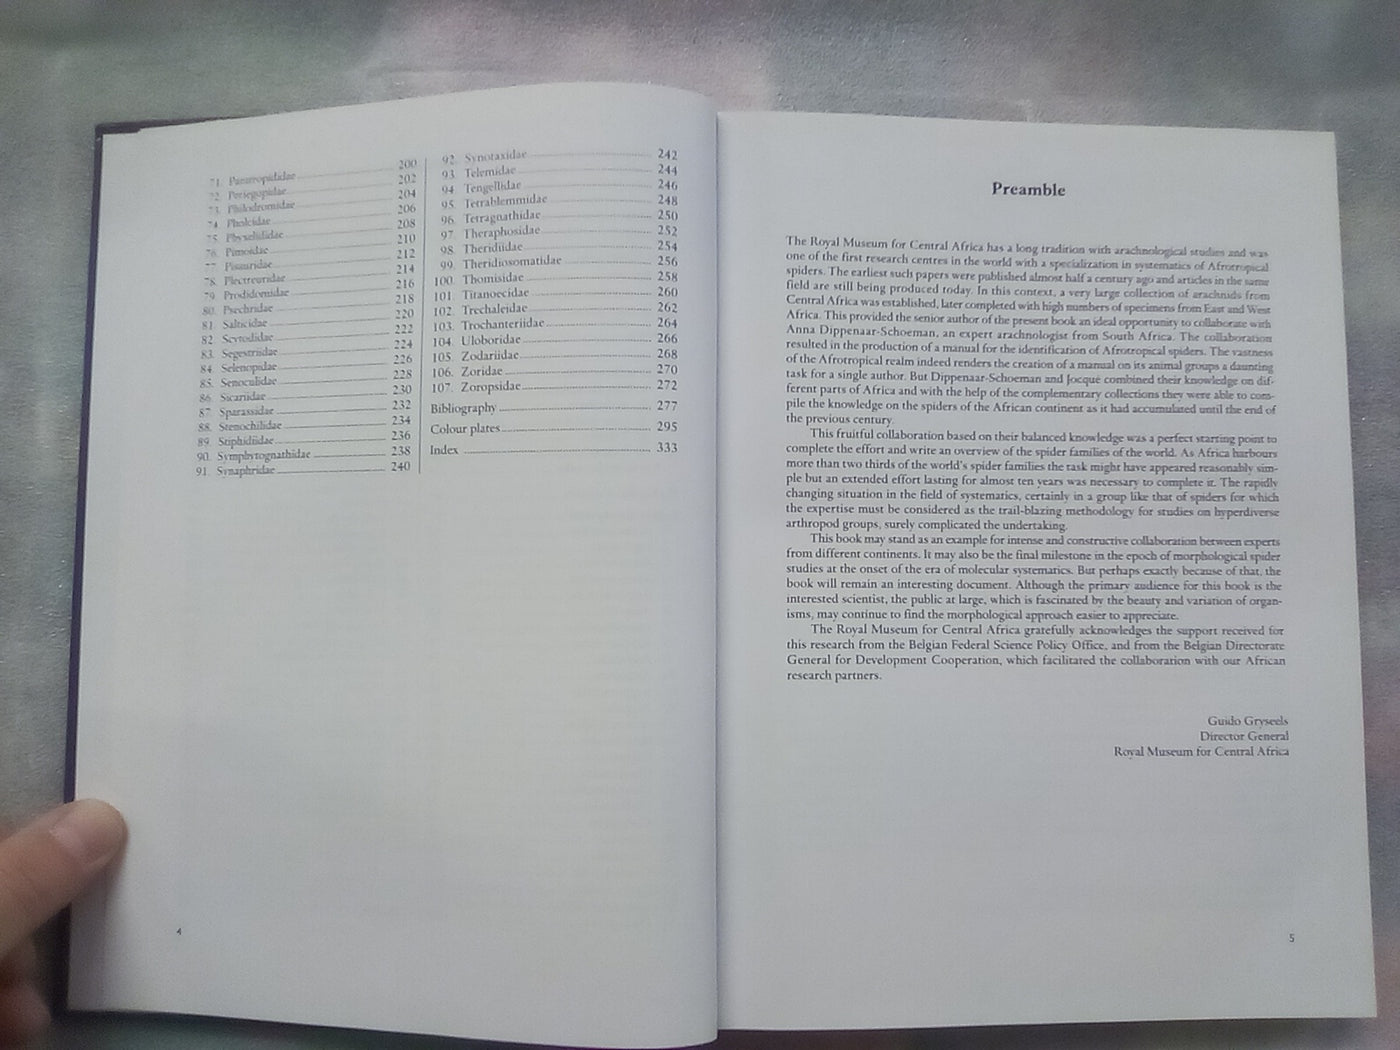 71. Paratropididae 200
72. Periegopidae 202
73. Philodromidae 204
74. Pholcidae 206
75. Phyxelididae 208
76. Pimoidae 210
77. Pisauridae 212
78. Plectreuridae 214
79. Prodidomidae 216
80. Psechridae 218
81. Salticidae 220
82. Scytodidae 222
83. Segestriidae 224
84. Selenopidae 226
85. Senoculidae 228
86. Sicariidae 230
87. Sparassidae 232
88. Stenochilidae 234
89. Stiphidiidae 236
90. Symphytognathidae 238
91. Synaphridae 240
92. Synotaxidae 242
93. Telemidae 244
94. Tengellidae 246
95. Tetrablemmidae 248
96. Tetragnathidae 250
97. Theraphosidae 252
98. Theridiidae 254
99. Theridiosomatidae 256
100. Thomisidae 258
101. Titanoecidae 260
102. Trechaleidae 262
103. Trochanteriidae 264
104. Uloboridae 266
105. Zodariidae 268
106. Zoridae 270
107. Zoropsidae 272
Bibliography 277
Colour plates 295
Index 333
4
Preamble
The Royal Museum for Central Africa has a long tradition with arachnological studies and was
one of the first research centres in the world with a specialization in systematics of Afrotropical
spiders. The earliest such papers were published almost half a century ago and articles in the same
field are still being produced today. In this context, a very large collection of arachnids from
Central Africa was established, later completed with high numbers of specimens from East and West
Africa. This provided the senior author of the present book an ideal opportunity to collaborate with
Anna Dippenaar-Schoeman, an expert arachnologist from South Africa. The collaboration
resulted in the production of a manual for the identification of Afrotropical spiders. The vastness
of the Afrotropical realm indeed renders the creation of a manual on its animal groups a daunting
task for a single author. But Dippenaar-Schoeman and Jocqué combined their knowledge on dif-
ferent parts of Africa and with the help of the complementary collections they were able to com-
pile the knowledge on the spiders of the African continent as it had accumulated until the end of
the previous century.
This fruitful collaboration based on their balanced knowledge was a perfect starting point to
complete the effort and write an overview of the spider families of the world. As Africa harbours
more than two thirds of the world's spider families the task might have appeared reasonably sim-
ple but an extended effort lasting for almost ten years was necessary to complete it. The rapidly
changing situation in the field of systematics, certainly in a group like that of spiders for which
the expertise must be considered as the trail-blazing methodology for studies on hyperdiverse
arthropod groups, surely complicated the undertaking.
This book may stand as an example for intense and constructive collaboration between experts
from different continents. It may also be the final milestone in the epoch of morphological spider
studies at the onset of the era of molecular systematics. But perhaps exactly because of that, the
book will remain an interesting document. Although the primary audience for this book is the
interested scientist, the public at large, which is fascinated by the beauty and variation of organ-
isms, may continue to find the morphological approach easier to appreciate.
The Royal Museum for Central Africa gratefully acknowledges the support received for
this research from the Belgian Federal Science Policy Office, and from the Belgian Directorate
General for Development Cooperation, which facilitated the collaboration with our African
research partners.
Guido Gryseels
Director General
Royal Museum for Central Africa
5